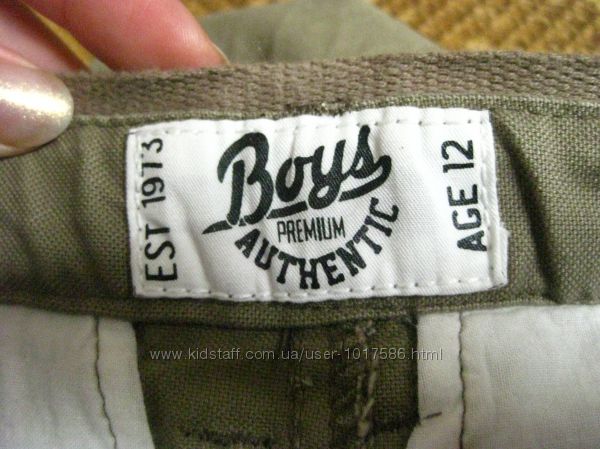 EST 1973
Boys
PREMIUM
AUTHENTIC
AGE 12
www.kidstaff.com.ua/user-1017586.html